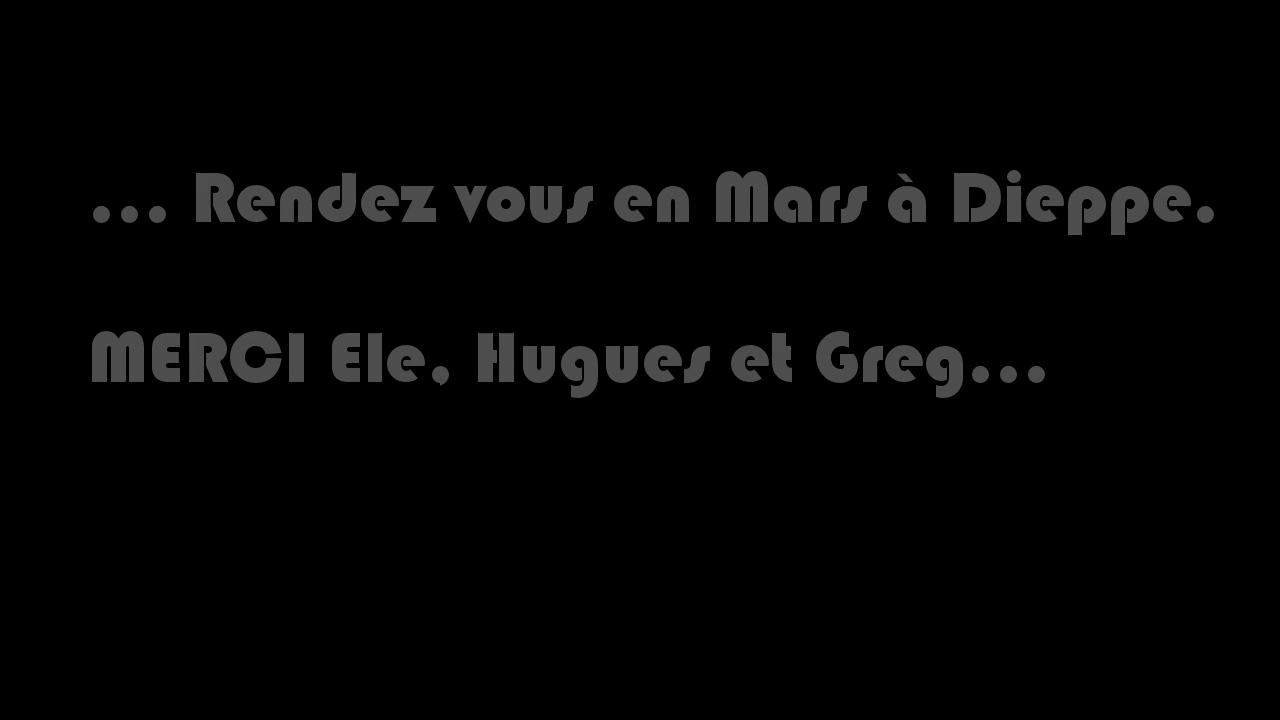 ... Rendez vous en Mars à Dieppe.
MERCI Ele, Hugues et Greg...